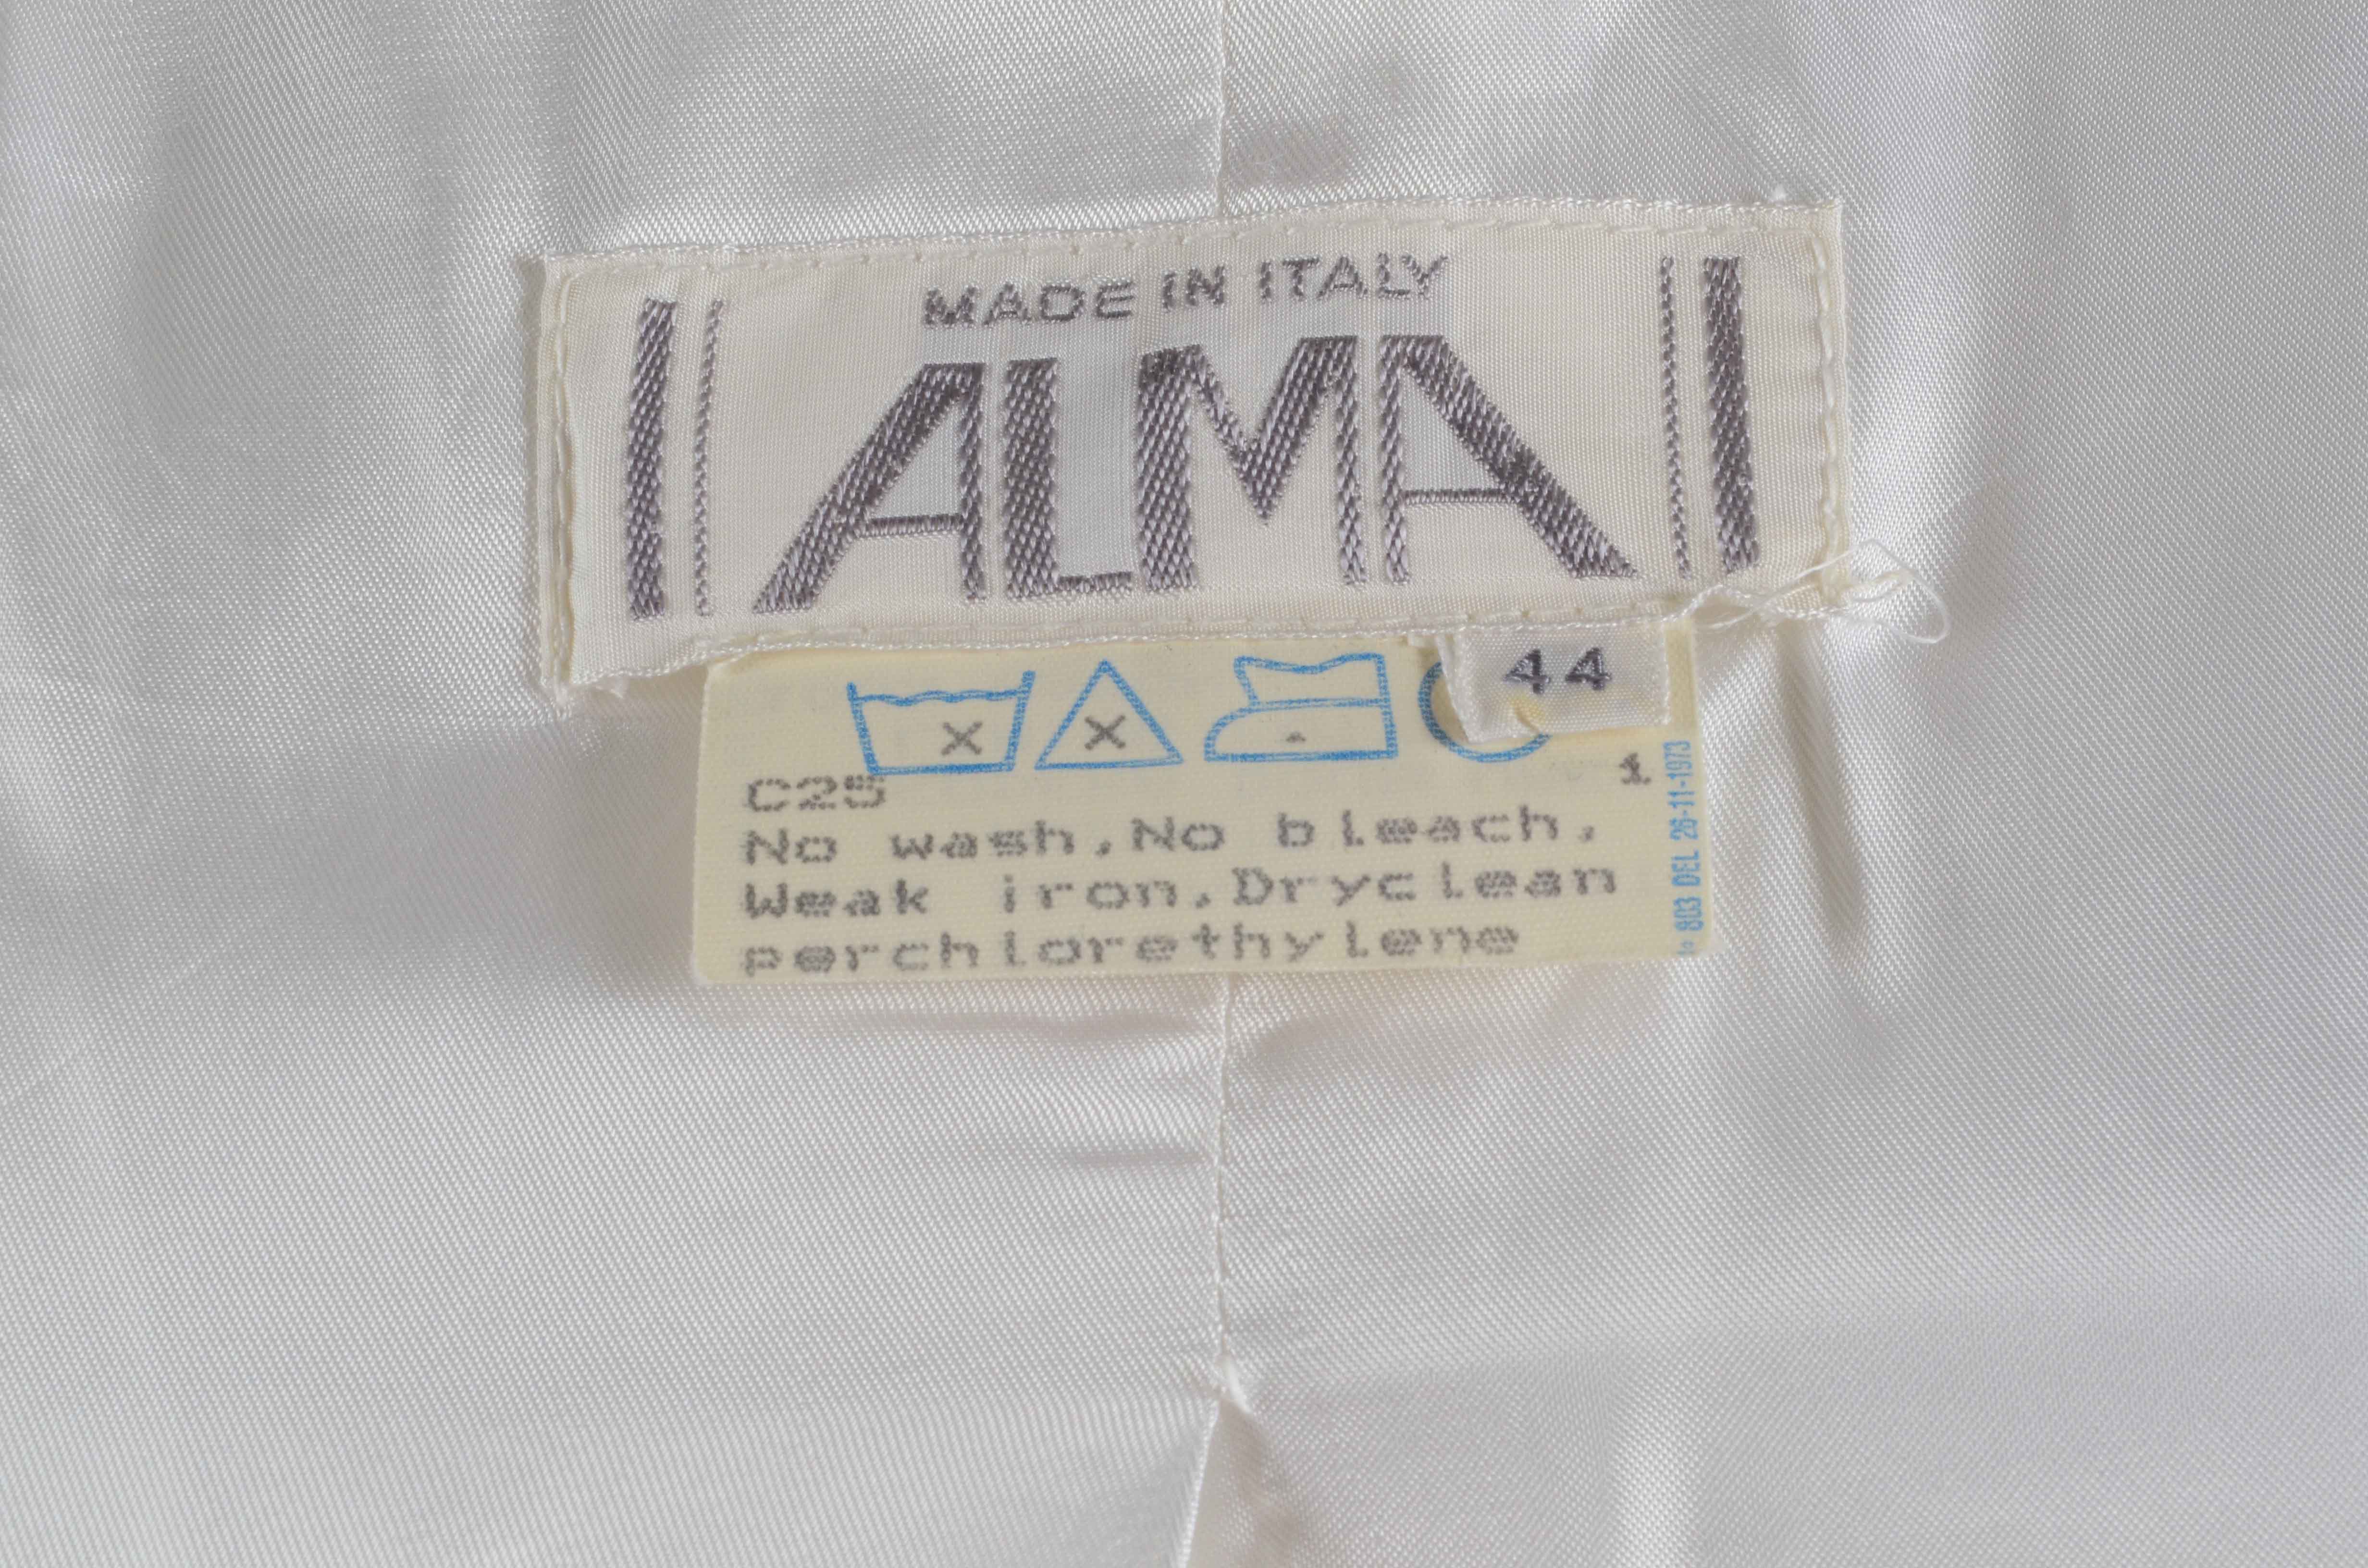 MADE IN ITALY
ALMA
44
C25
1
No wash, No bleach,
Weak iron, Dryclean
perchlorethylene
803 DEL 26-11-1973